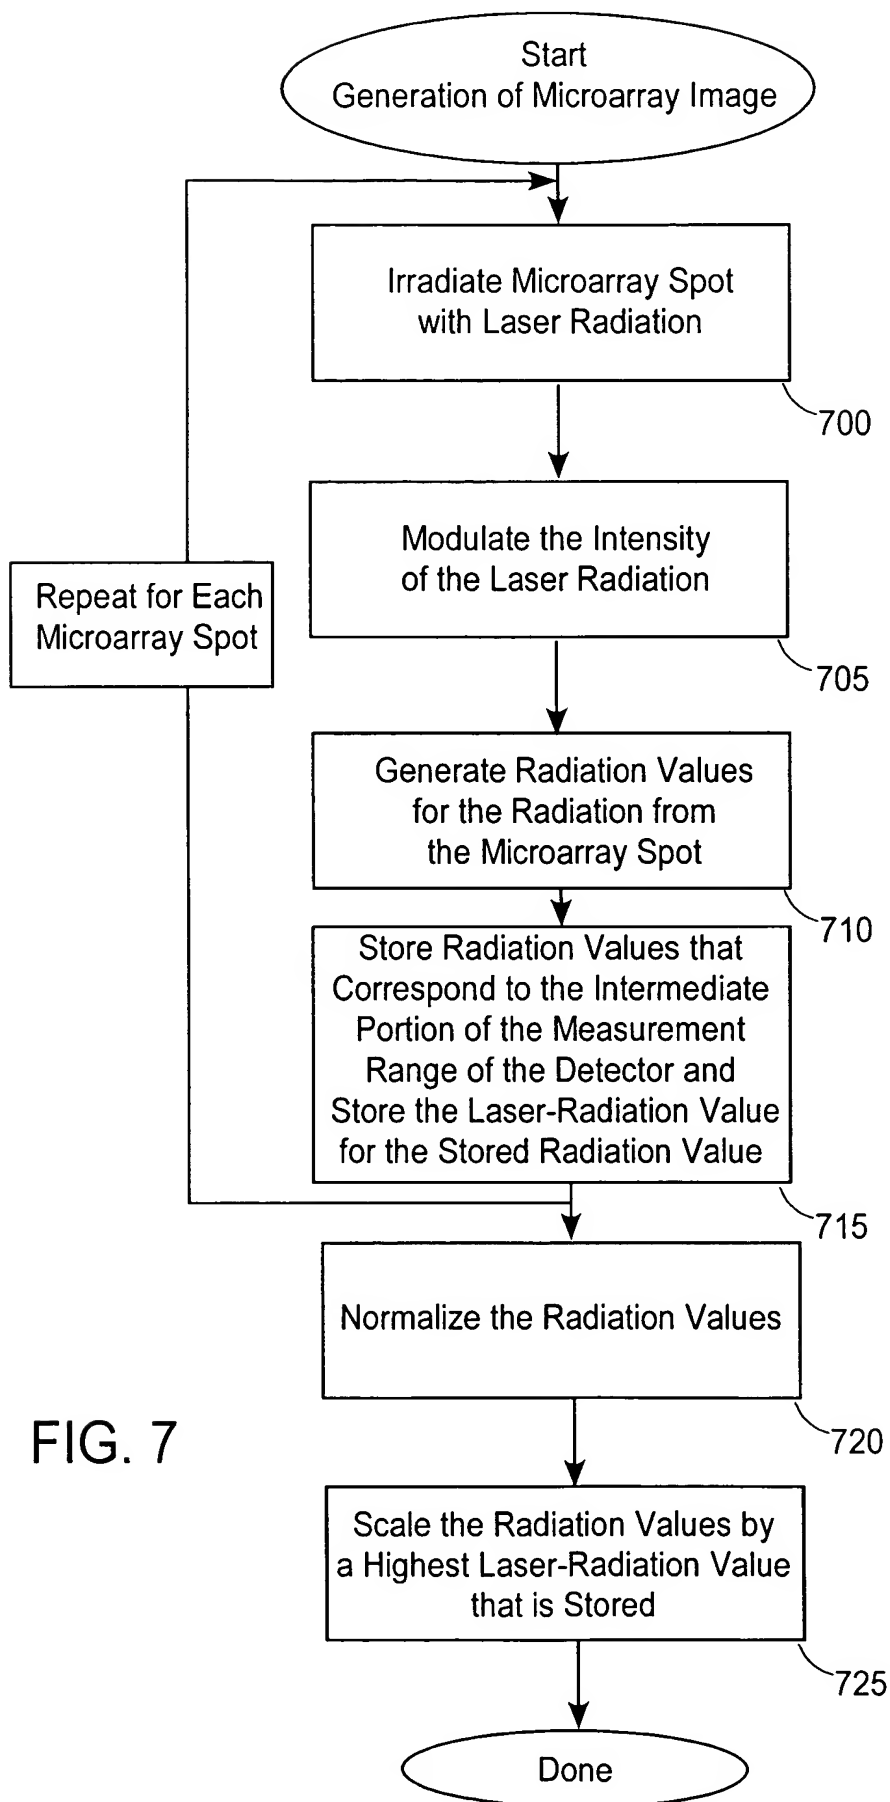 Start
Generation of Microarray Image
Irradiate Microarray Spot
with Laser Radiation
700
Modulate the Intensity
of the Laser Radiation
705
Repeat for Each
Microarray Spot
Generate Radiation Values
for the Radiation from
the Microarray Spot
710
Store Radiation Values that
Correspond to the Intermediate
Portion of the Measurement
Range of the Detector and
Store the Laser-Radiation Value
for the Stored Radiation Value
715
Normalize the Radiation Values
720
FIG. 7
Scale the Radiation Values by
a Highest Laser-Radiation Value
that is Stored
725
Done